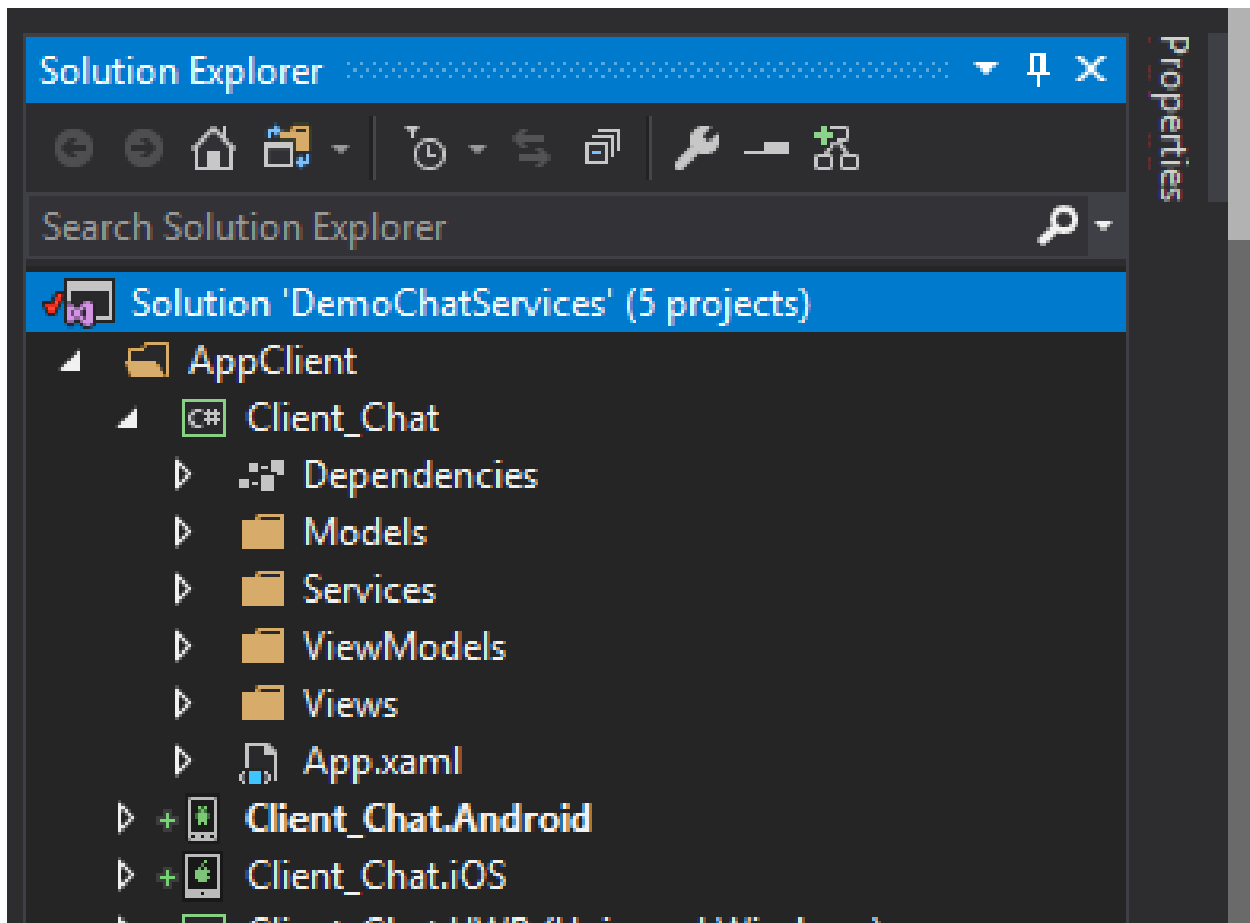 Solution Explorer
Properties
Search Solution Explorer
Solution 'DemoChatServices' (5 projects)
AppClient
C# Client_Chat
Dependencies
Models
Services
ViewModels
Views
App.xaml
Client_Chat.Android
Client_Chat.iOS